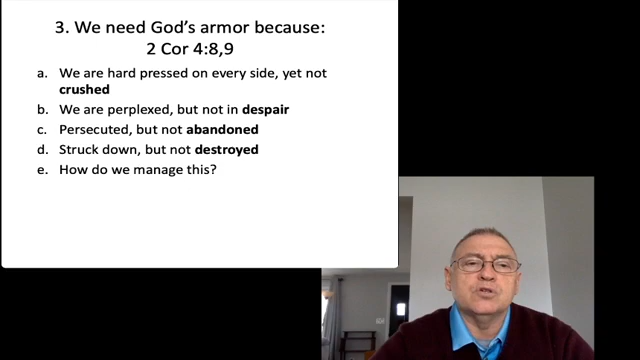 3. We need God's armor because:
2 Cor 4:8,9
a. We are hard pressed on every side, yet not
crushed
b. We are perplexed, but not in despair
c. Persecuted, but not abandoned
d. Struck down, but not destroyed
e. How do we manage this?